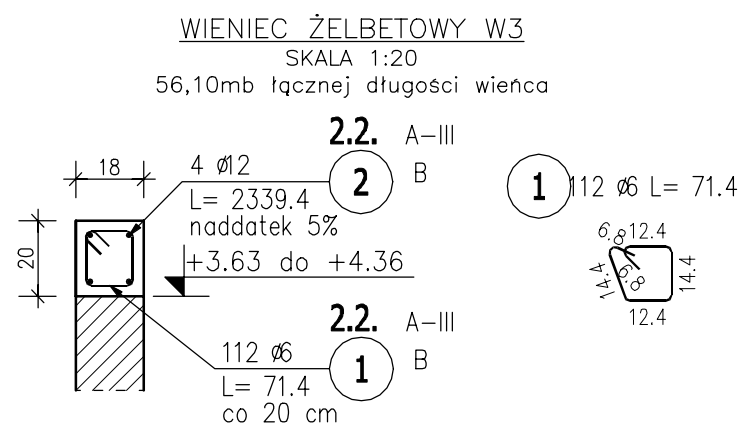 WIENIEC ŻELBETOWY W3
SKALA 1:20
56,10mb łącznej długości wieńca
2.2. A-III
18
4 ø12
2
B
1
112 ø6 L= 71.4
L= 2339.4
naddatek 5%
6.8
12.4
20
+3.63 do +4.36
14.4
6.8
14.4
12.4
2.2. A-III
112 ø6
1
B
L= 71.4
co 20 cm